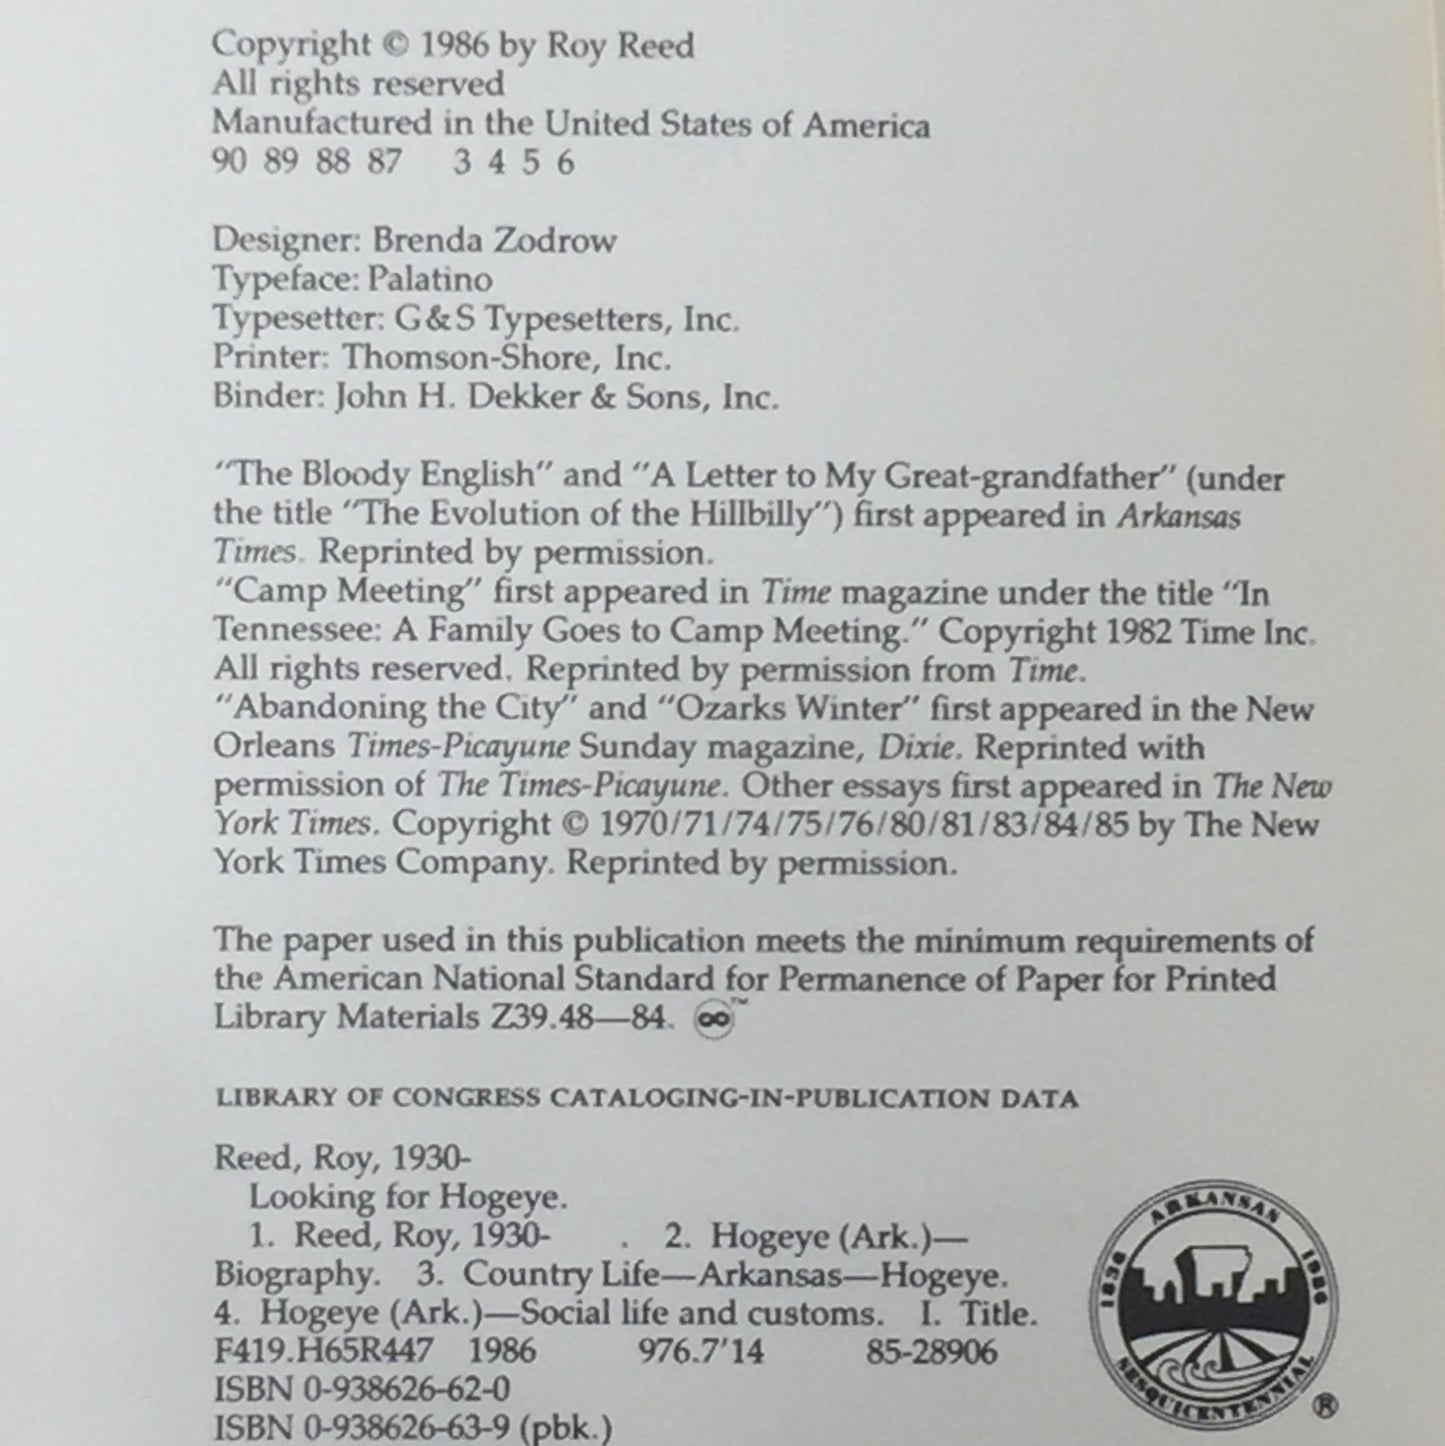 Copyright © 1986 by Roy Reed
All rights reserved
Manufactured in the United States of America
90 89 88 87 3 4 5 6
Designer: Brenda Zodrow
Typeface: Palatino
Typesetter: G&S Typesetters, Inc.
Printer: Thomson-Shore, Inc.
Binder: John H. Dekker & Sons, Inc.
“The Bloody English” and “A Letter to My Great-grandfather” (under
the title “The Evolution of the Hillbilly”) first appeared in Arkansas
Times. Reprinted by permission.
“Camp Meeting” first appeared in Time magazine under the title “In
Tennessee: A Family Goes to Camp Meeting.” Copyright 1982 Time Inc.
All rights reserved. Reprinted by permission from Time.
“Abandoning the City” and “Ozarks Winter” first appeared in the New
Orleans Times-Picayune Sunday magazine, Dixie. Reprinted with
permission of The Times-Picayune. Other essays first appeared in The New
York Times. Copyright © 1970/71/74/75/76/80/81/83/84/85 by The New
York Times Company. Reprinted by permission.
The paper used in this publication meets the minimum requirements of
the American National Standard for Permanence of Paper for Printed
Library Materials Z39.48—84. ∞™
LIBRARY OF CONGRESS CATALOGING-IN-PUBLICATION DATA
Reed, Roy, 1930-
Looking for Hogeye.
1. Reed, Roy, 1930- . 2. Hogeye (Ark.)—
Biography. 3. Country Life—Arkansas—Hogeye.
4. Hogeye (Ark.)—Social life and customs. I. Title.
F419.H65R447 1986 976.7'14 85-28906
ISBN 0-938626-62-0
ISBN 0-938626-63-9 (pbk.)
ARKANSAS
1836 1986
SESQUICENTENNIAL
®